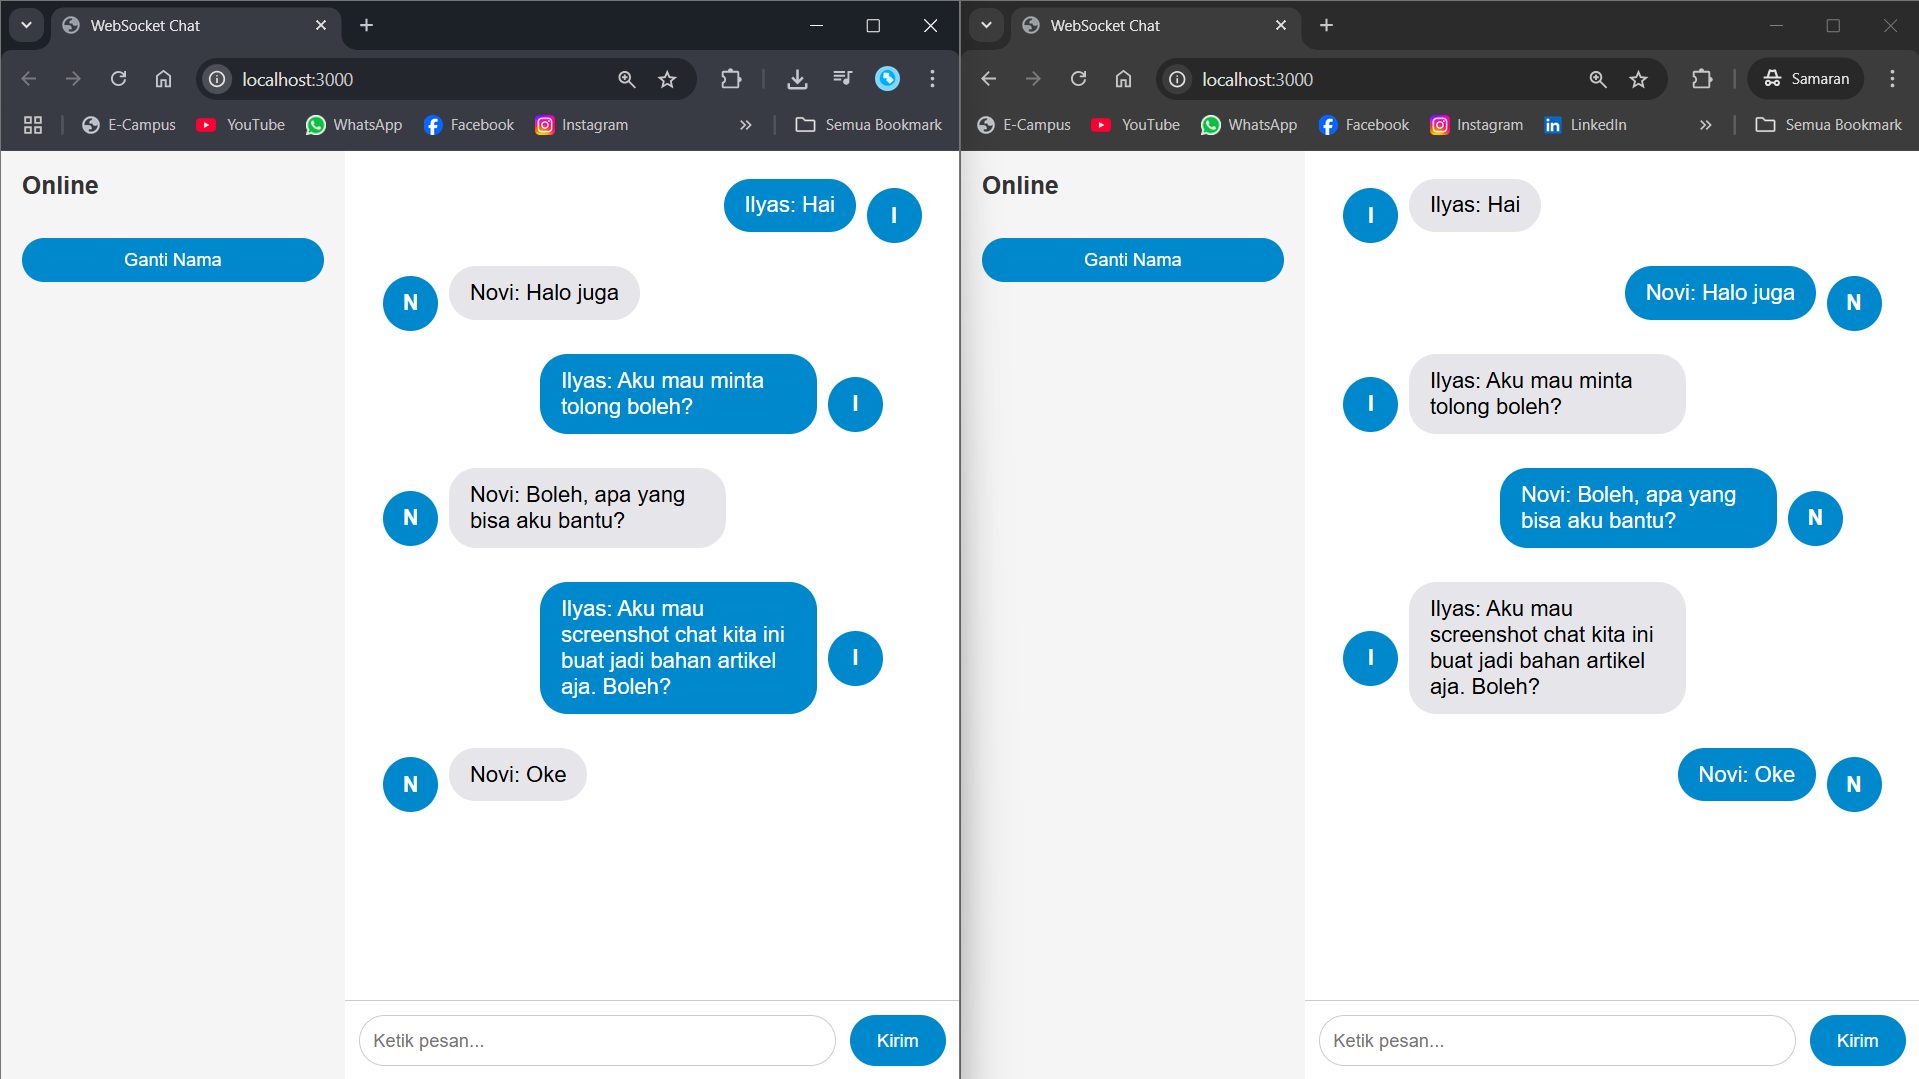 WebSocket Chat
localhost:3000
E-Campus YouTube WhatsApp Facebook Instagram Semua Bookmark
Online
Ganti Nama
Ilyas: Hai
I
N
Novi: Halo juga
Ilyas: Aku mau minta
tolong boleh?
I
N
Novi: Boleh, apa yang
bisa aku bantu?
Ilyas: Aku mau
screenshot chat kita ini
buat jadi bahan artikel
aja. Boleh?
I
N
Novi: Oke
Ketik pesan...
Kirim
WebSocket Chat
localhost:3000
Samaran
E-Campus YouTube WhatsApp Facebook Instagram LinkedIn Semua Bookmark
Online
Ganti Nama
I
Ilyas: Hai
Novi: Halo juga
N
I
Ilyas: Aku mau minta
tolong boleh?
Novi: Boleh, apa yang
bisa aku bantu?
N
I
Ilyas: Aku mau
screenshot chat kita ini
buat jadi bahan artikel
aja. Boleh?
Novi: Oke
N
Ketik pesan...
Kirim